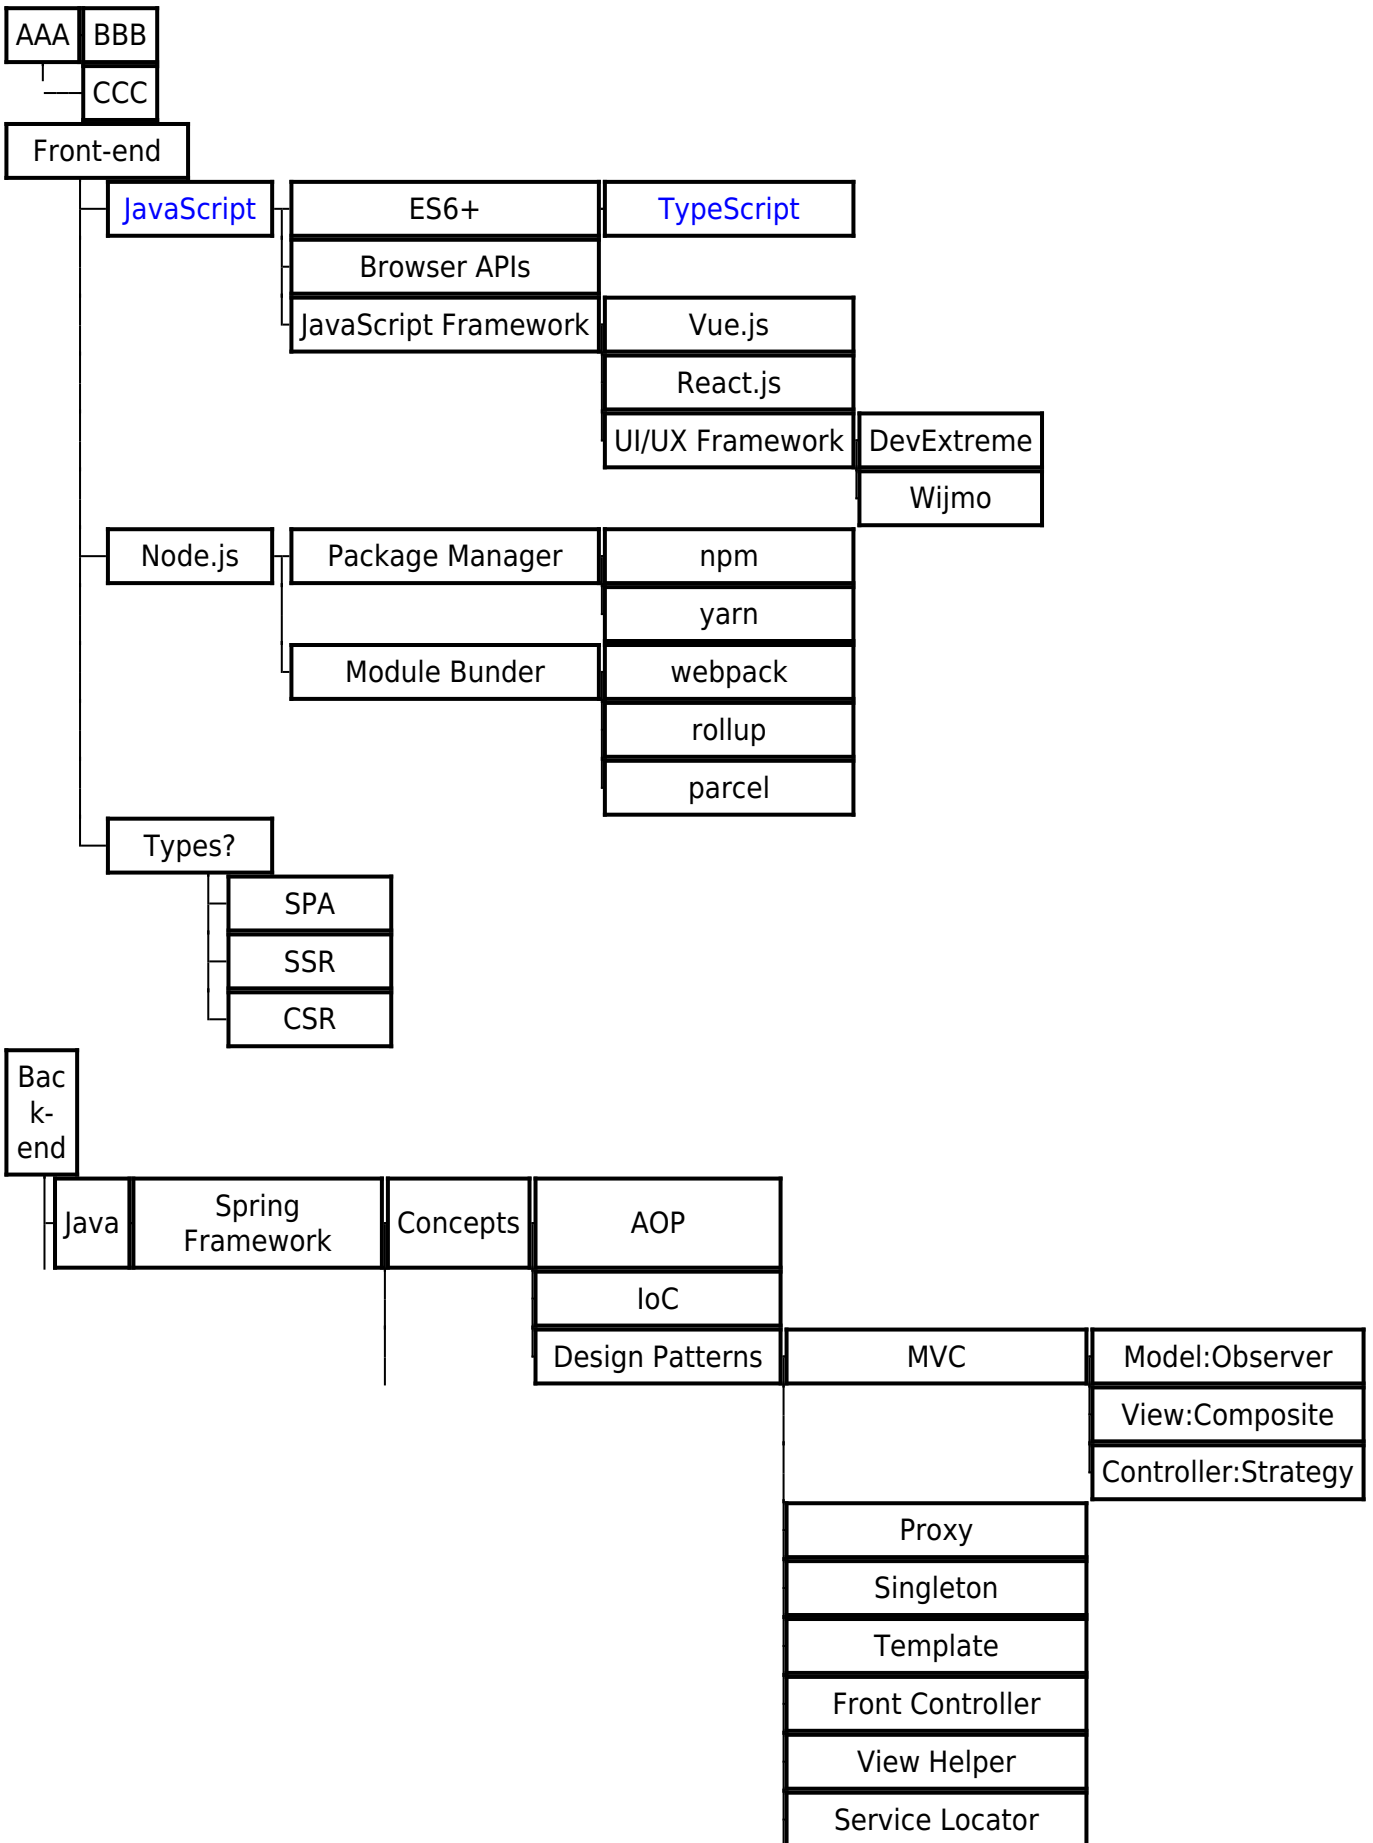 AAA BBB
CCC
Front-end
JavaScript ES6+ TypeScript
Browser APIs
JavaScript Framework Vue.js
React.js
UI/UX Framework DevExtreme
Wijmo
Node.js Package Manager npm
yarn
Module Bunder webpack
rollup
parcel
Types?
SPA
SSR
CSR
Bac
k-
end
Java Spring Framework Concepts AOP
IoC
Design Patterns MVC Model:Observer
View:Composite
Controller:Strategy
Proxy
Singleton
Template
Front Controller
View Helper
Service Locator